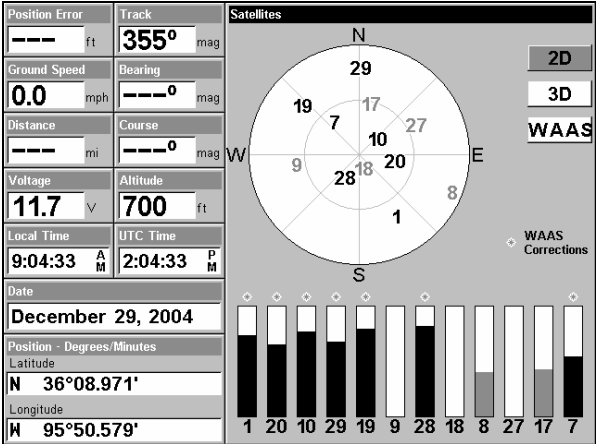 Position Error
--- ft
Track
355º mag
Ground Speed
0.0 mph
Bearing
---º mag
Distance
--- mi
Course
---º mag
Voltage
11.7 V
Altitude
700 ft
Local Time
9:04:33 AM
UTC Time
2:04:33 PM
Date
December 29, 2004
Position - Degrees/Minutes
Latitude
N 36°08.971'
Longitude
W 95°50.579'
Satellites
N
29
19
17
7
27
10
W
9
18
20
E
28
8
1
S
2D
3D
WAAS
WAAS
Corrections
1 20 10 29 19 9 28 18 8 27 17 7